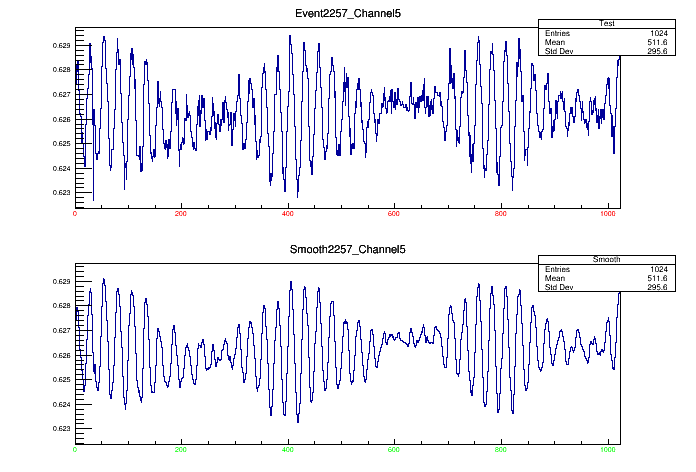 Event2257_Channel5
Test
Entries 1024
Mean 511.6
Std Dev 295.6
0.629
0.628
0.627
0.626
0.625
0.624
0.623
0 200 400 600 800 1000
Smooth2257_Channel5
Smooth
Entries 1024
Mean 511.6
Std Dev 295.6
0.629
0.628
0.627
0.626
0.625
0.624
0.623
0 200 400 600 800 1000